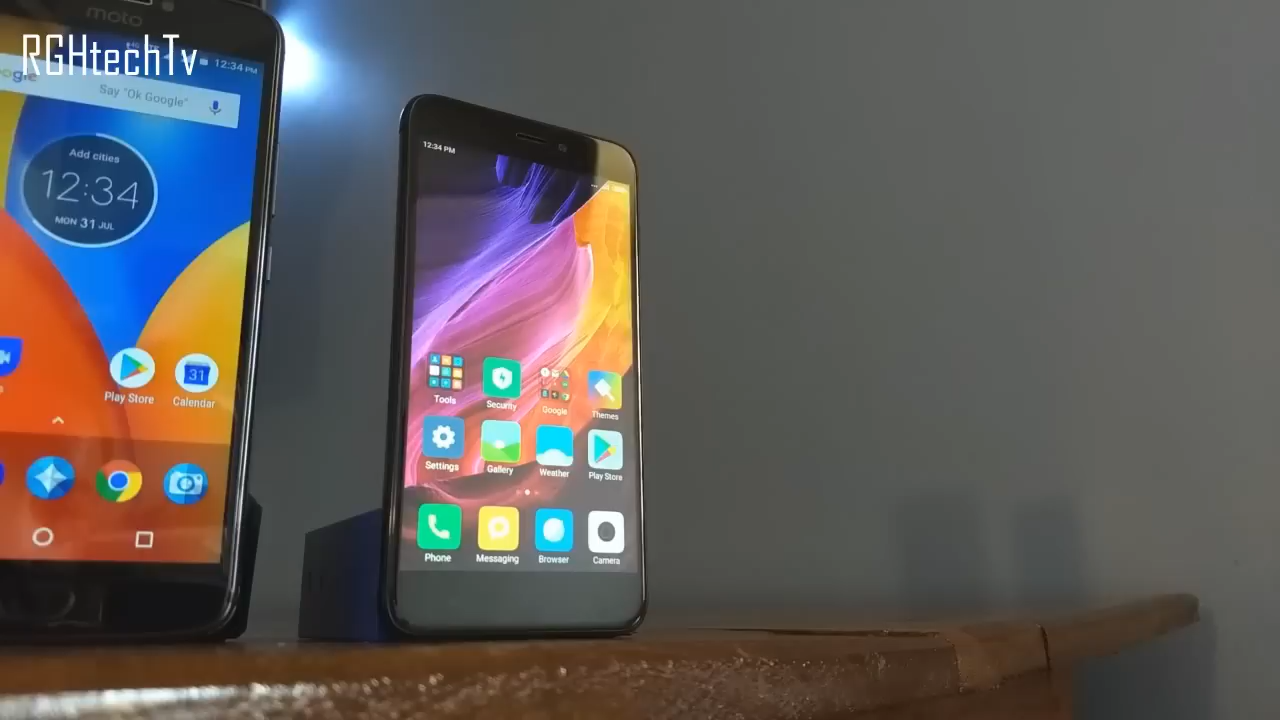 moto
RGHtechTv
12:34 PM
Say "Ok Google"
Add cities
12:34
MON 31 JUL
31
Play Store
Calendar
12:34 PM
Tools
Security
Google
Themes
Settings
Gallery
Weather
Play Store
Phone
Messaging
Browser
Camera